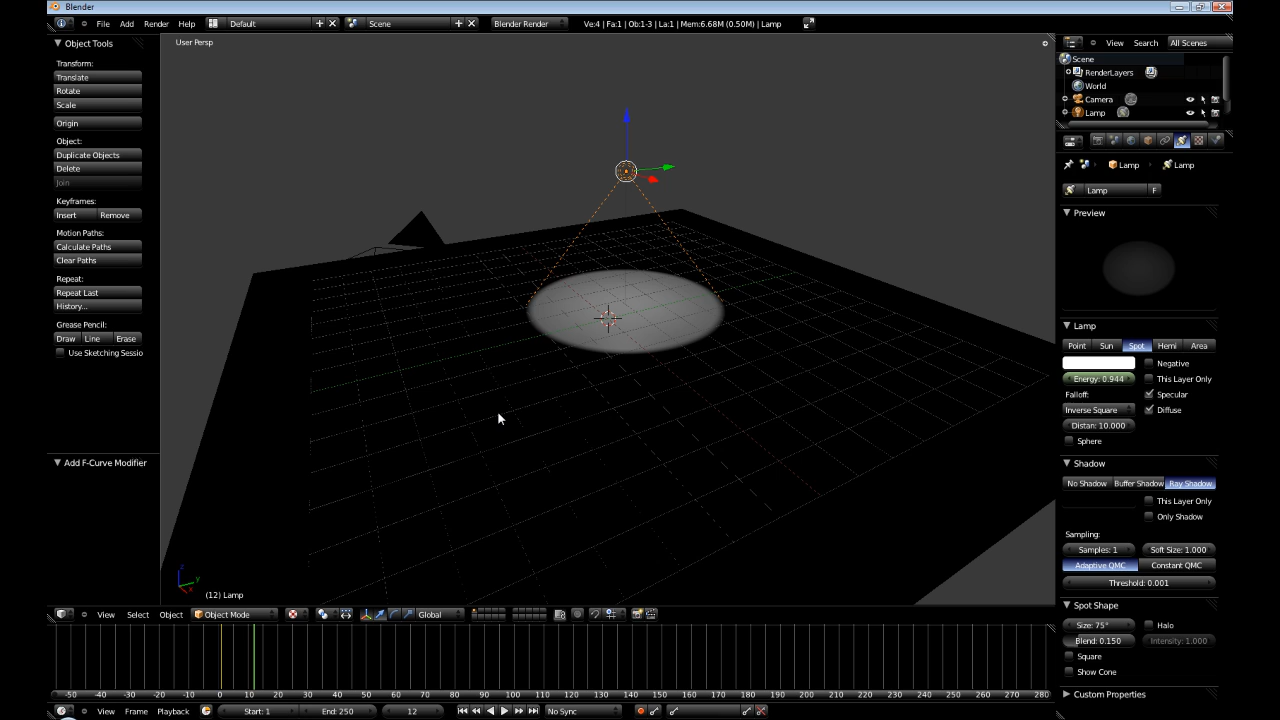 Blender
File Add Render Help Default Scene Blender Render Ve:4 | Fa:1 | Ob:1-3 | La:1 | Mem:6.68M (0.50M) | Lamp
Object Tools
Transform:
Translate
Rotate
Scale
Origin
Object:
Duplicate Objects
Delete
Join
Keyframes:
Insert Remove
Motion Paths:
Calculate Paths
Clear Paths
Repeat:
Repeat Last
History...
Grease Pencil:
Draw Line Erase
Use Sketching Sessio
Add F-Curve Modifier
User Persp
z
y
x
(12) Lamp
View Select Object Object Mode Global
-50 -40 -30 -20 -10 0 10 20 30 40 50 60 70 80 90 100 110 120 130 140 150 160 170 180 190 200 210 220 230 240 250 260 270 280
View Frame Playback Start: 1 End: 250 12 No Sync
View Search All Scenes
Scene
RenderLayers
World
Camera
Lamp
Lamp Lamp
Lamp F
Preview
Lamp
Point Sun Spot Hemi Area
Negative
Energy: 0.944 This Layer Only
Falloff: Specular
Inverse Square Diffuse
Distan: 10.000
Sphere
Shadow
No Shadow Buffer Shadow Ray Shadow
This Layer Only
Only Shadow
Sampling:
Samples: 1 Soft Size: 1.000
Adaptive QMC Constant QMC
Threshold: 0.001
Spot Shape
Size: 75° Halo
Blend: 0.150 Intensity: 1.000
Square
Show Cone
Custom Properties